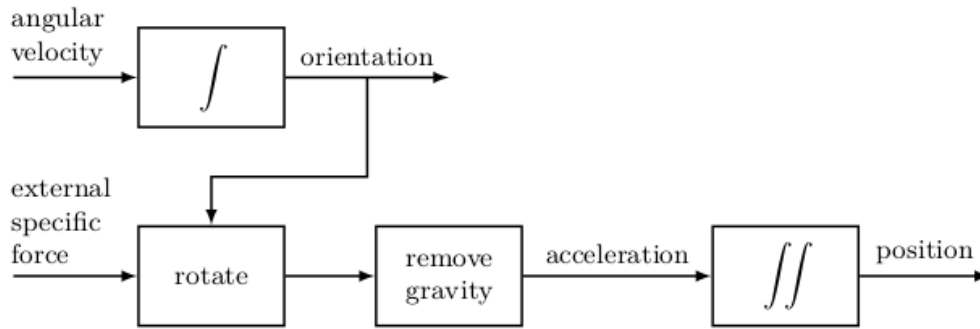 angular
velocity
∫
orientation
external
specific
force
rotate
remove
gravity
acceleration
∬
position